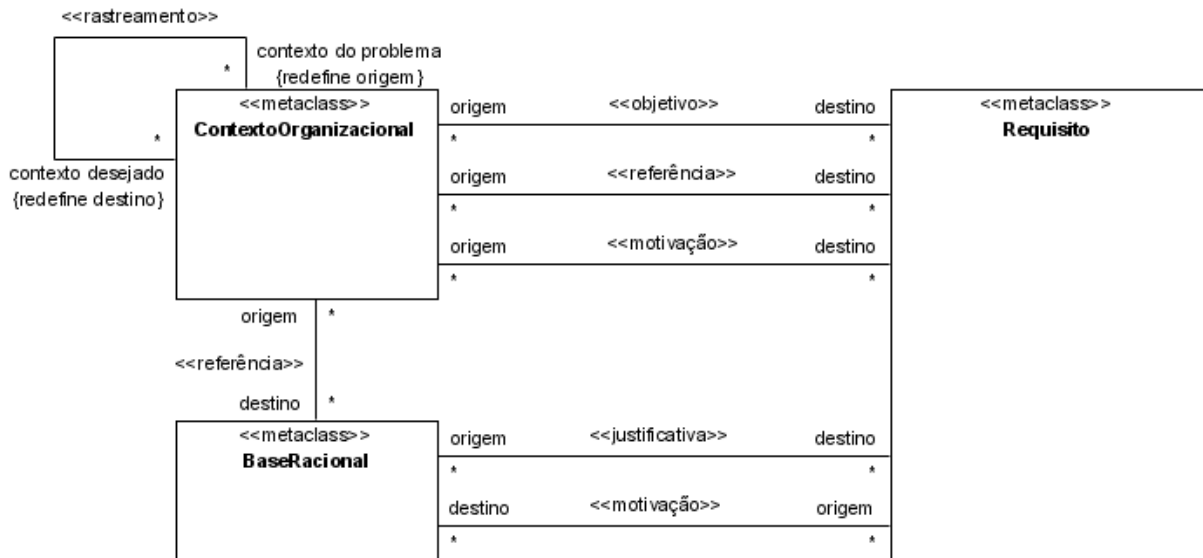 <<rastreamento>>
contexto do problema
*
{redefine origem}
<<metaclass>>
ContextoOrganizacional
*
contexto desejado
{redefine destino}
origem <<objetivo>> destino
* *
origem <<referência>> destino
* *
origem <<motivação>> destino
* *
<<metaclass>>
Requisito
origem *
<<referência>>
destino *
<<metaclass>>
BaseRacional
origem <<justificativa>> destino
* *
destino <<motivação>> origem
* *